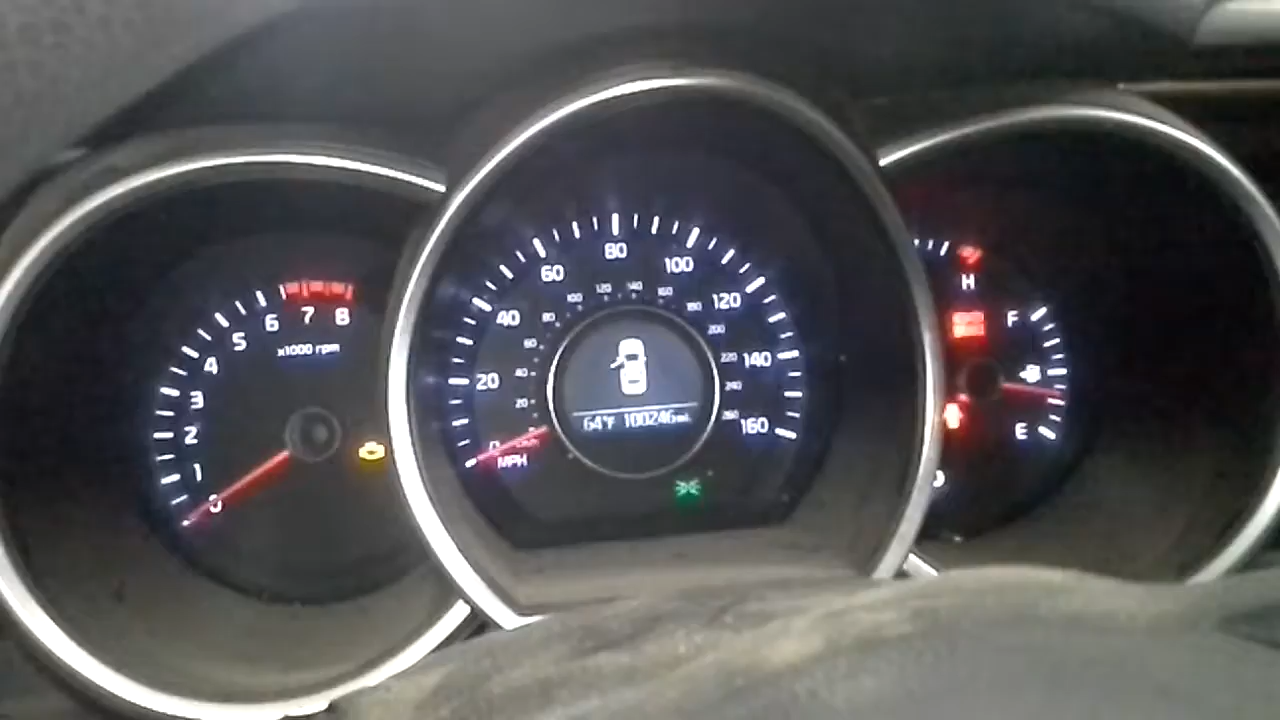 0 1 2 3 4 5 6 7 8
x1000 rpm
0 20 40 60 80 100 120 140 160
MPH
20 40 60 80 100 120 140 160 180 200 220 240 260
64°F 100246mi
H
F
E